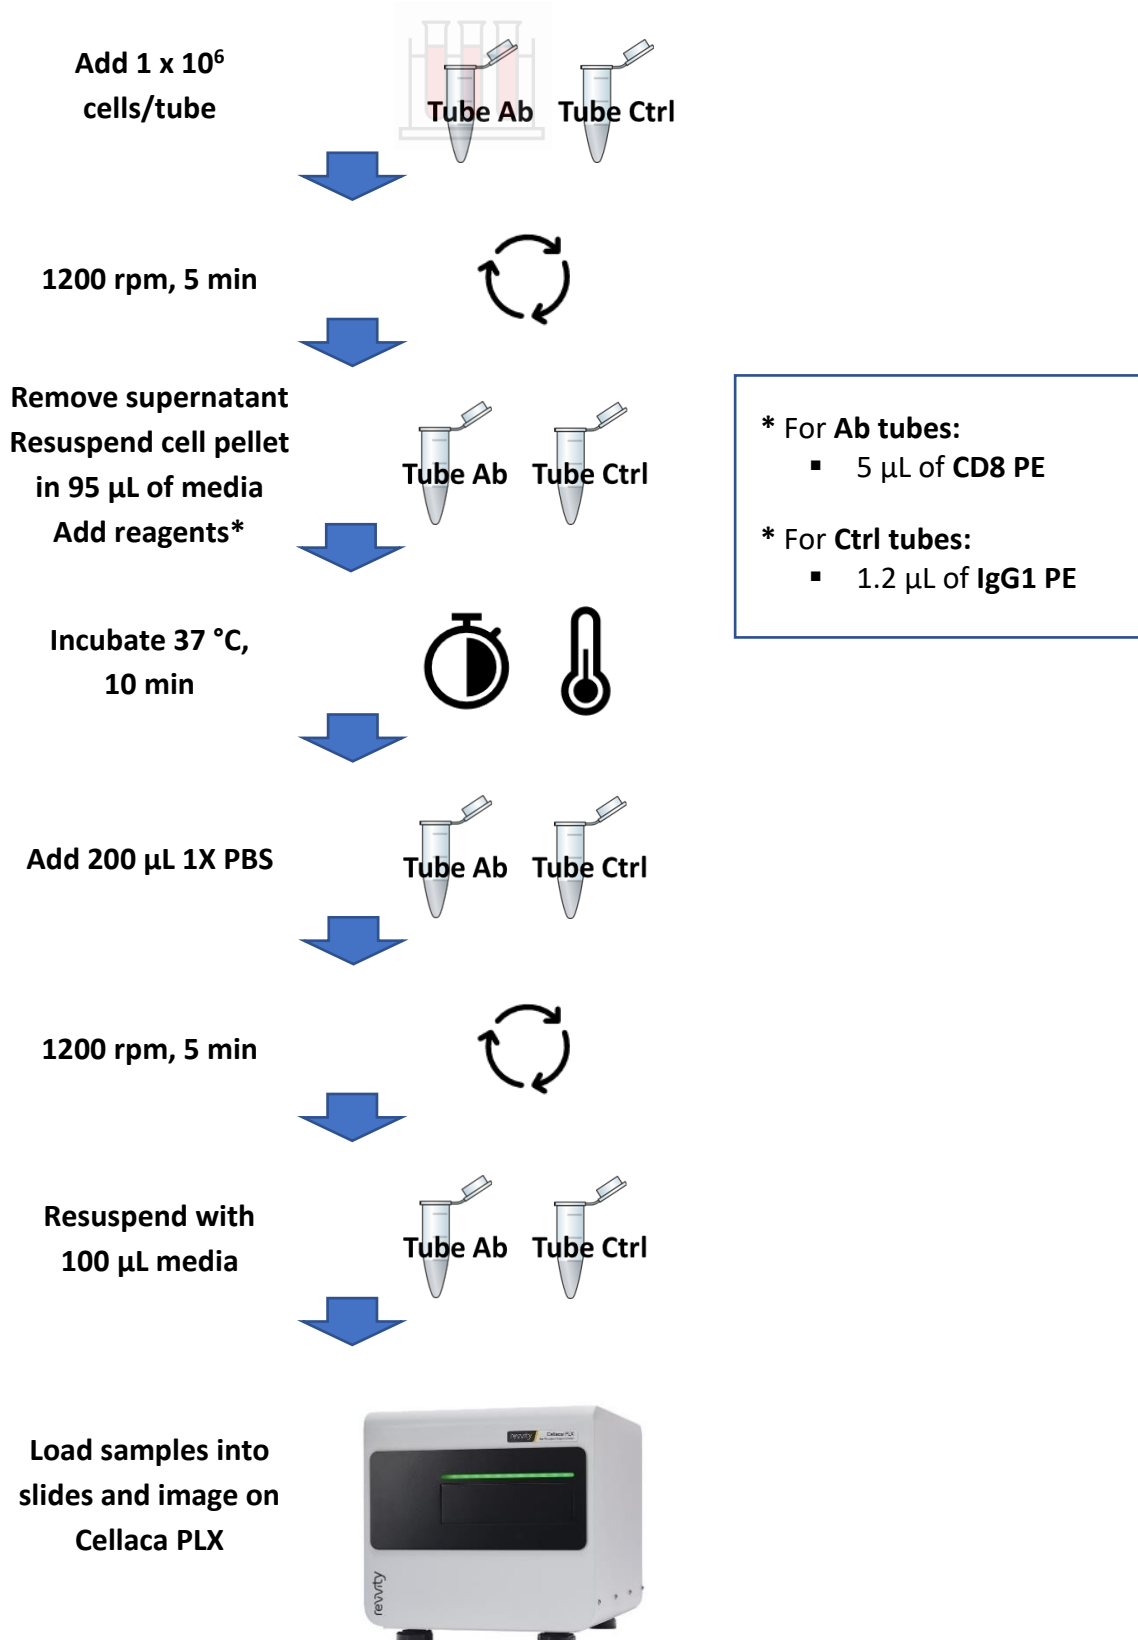 Add 1 x 10⁶
cells/tube
Tube Ab
Tube Ctrl
1200 rpm, 5 min
Remove supernatant
Resuspend cell pellet
in 95 µL of media
Add reagents*
Tube Ab
Tube Ctrl
* For Ab tubes:
▪ 5 µL of CD8 PE
* For Ctrl tubes:
▪ 1.2 µL of IgG1 PE
Incubate 37 °C,
10 min
Add 200 µL 1X PBS
Tube Ab
Tube Ctrl
1200 rpm, 5 min
Resuspend with
100 µL media
Tube Ab
Tube Ctrl
Load samples into
slides and image on
Cellaca PLX
revvity
Cellaca PLX
revvity